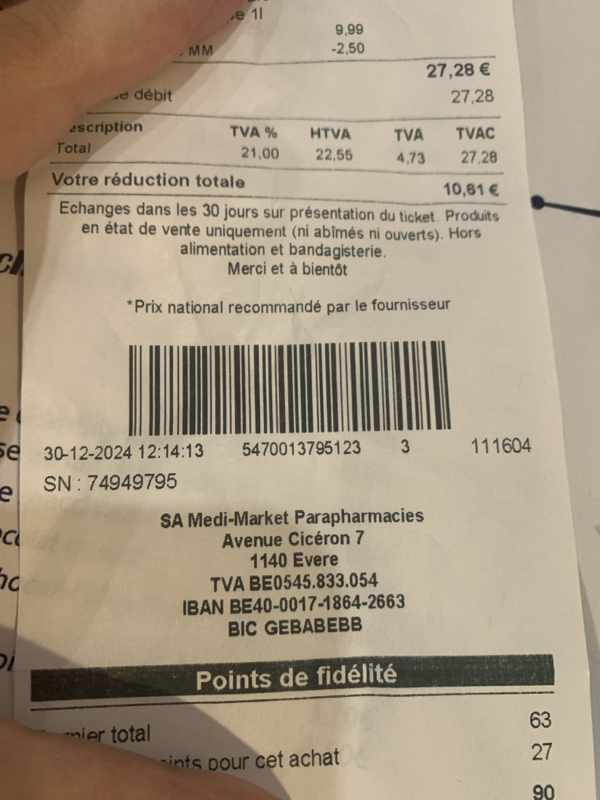 1l
9,99
MM -2,50
27,28 €
débit 27,28
TVA % HTVA TVA TVAC
Total 21,00 22,55 4,73 27,28
Votre réduction totale 10,61 €
Echanges dans les 30 jours sur présentation du ticket. Produits
en état de vente uniquement (ni abîmés ni ouverts). Hors
alimentation et bandagisterie.
Merci et à bientôt
*Prix national recommandé par le fournisseur
30-12-2024 12:14:13 5470013795123 3 111604
SN : 74949795
SA Medi-Market Parapharmacies
Avenue Cicéron 7
1140 Evere
TVA BE0545.833.054
IBAN BE40-0017-1864-2663
BIC GEBABEBB
Points de fidélité
total 63
pour cet achat 27
90